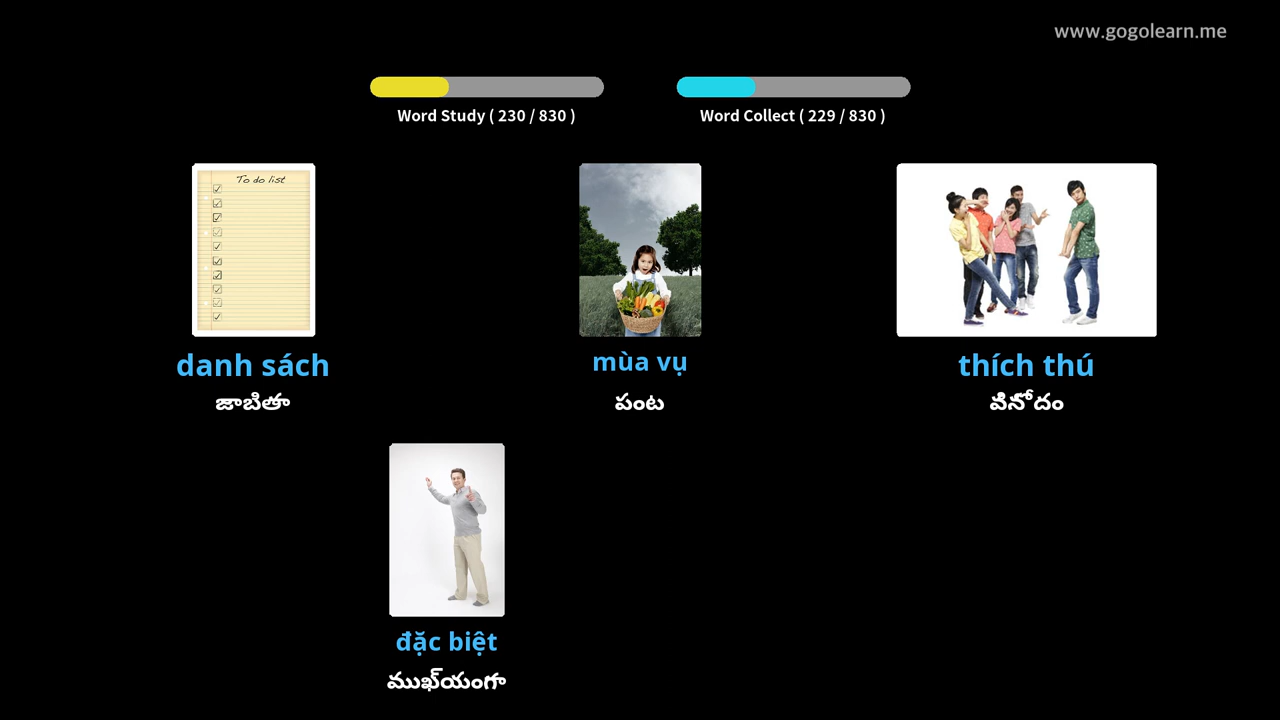 www.gogolearn.me
Word Study ( 230 / 830 )
Word Collect ( 229 / 830 )
To do list
danh sách
mùa vụ
thích thú
జాబితా
పంట
వినోదం
đặc biệt
ముఖ్యంగా